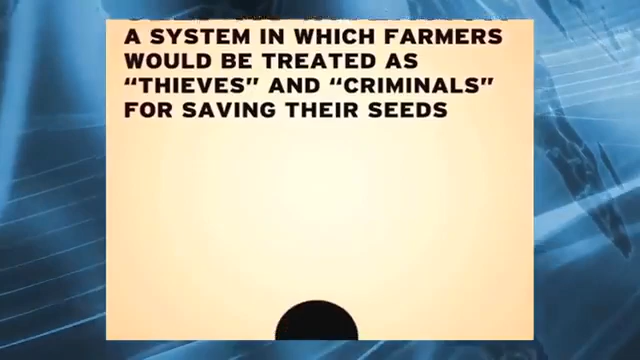 A SYSTEM IN WHICH FARMERS
WOULD BE TREATED AS
“THIEVES” AND “CRIMINALS”
FOR SAVING THEIR SEEDS